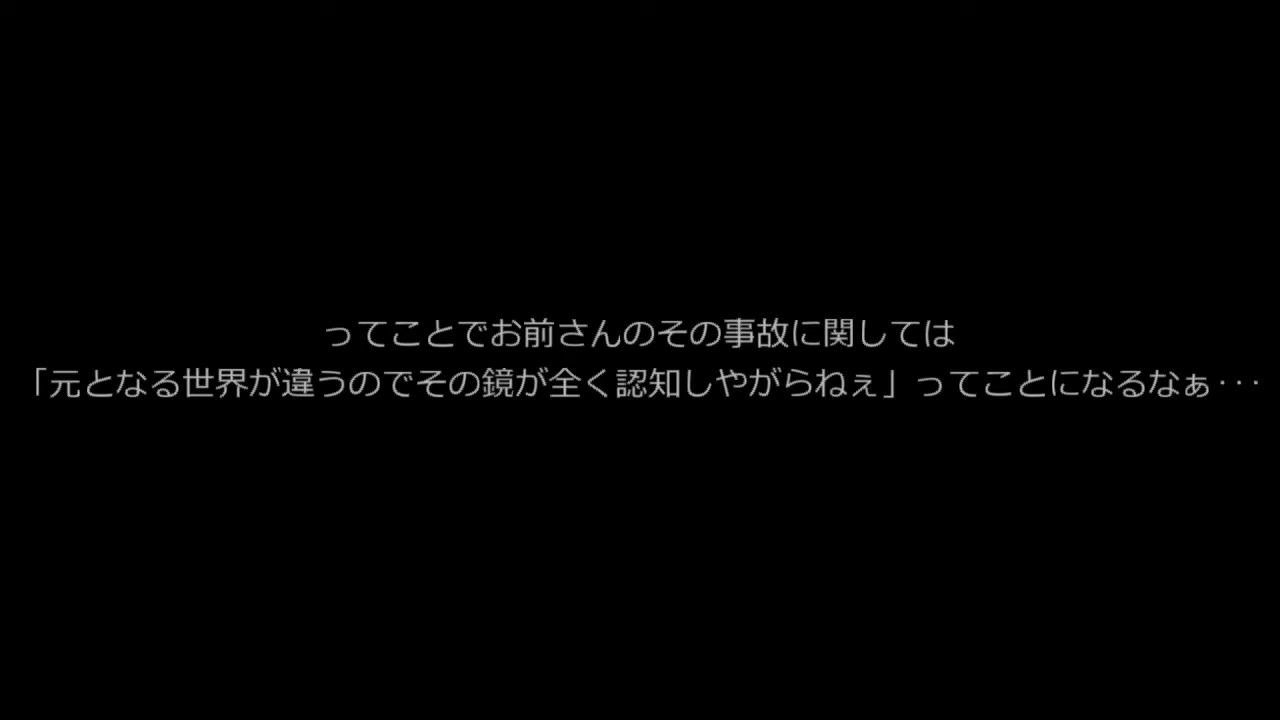 ってことでお前さんのその事故に関しては
「元となる世界が違うのでその鏡が全く認知しやがらねぇ」ってことになるなぁ･･･